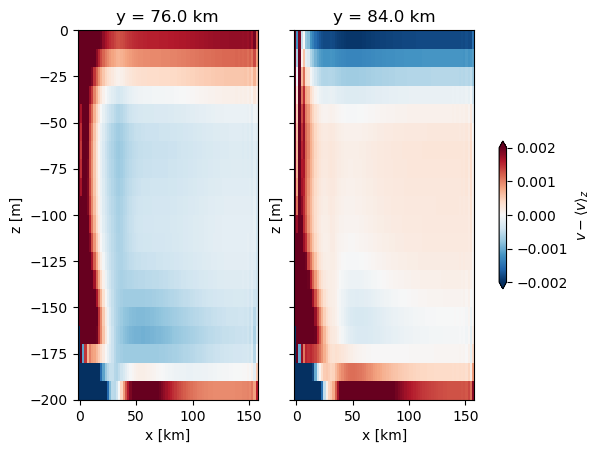 y = 76.0 km
y = 84.0 km
0
−25
−50
−75
−100
−125
−150
−175
−200
z [m]
z [m]
0 50 100 150
0 50 100 150
x [km]
x [km]
0.002
0.001
0.000
−0.001
−0.002
v − ⟨v⟩z